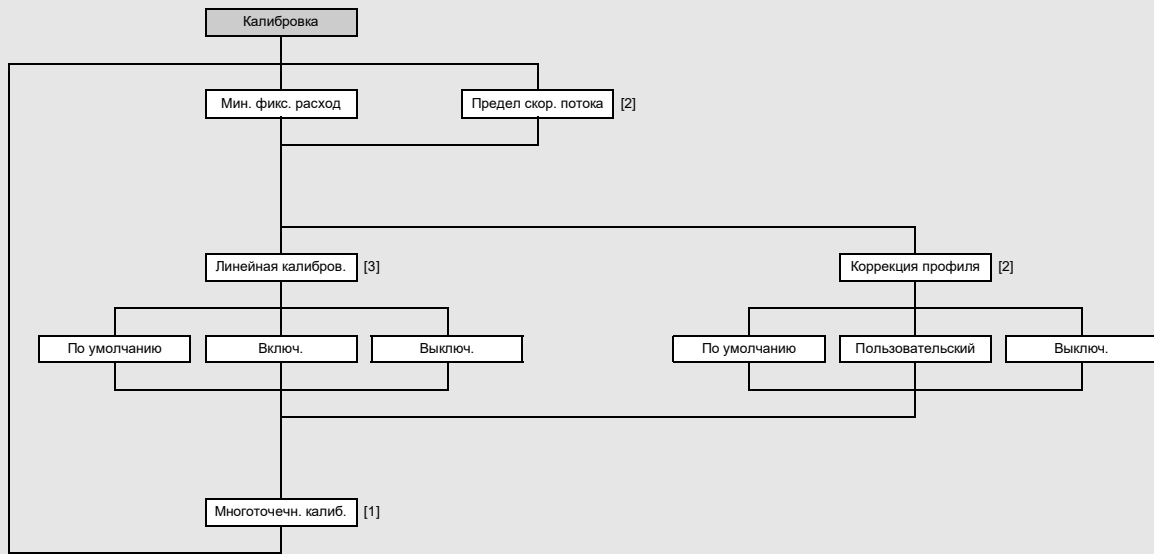 Калибровка
Мин. фикс. расход
Предел скор. потока [2]
Линейная калибров. [3]
Коррекция профиля [2]
По умолчанию
Включ.
Выключ.
По умолчанию
Пользовательский
Выключ.
Многоточечн. калиб. [1]